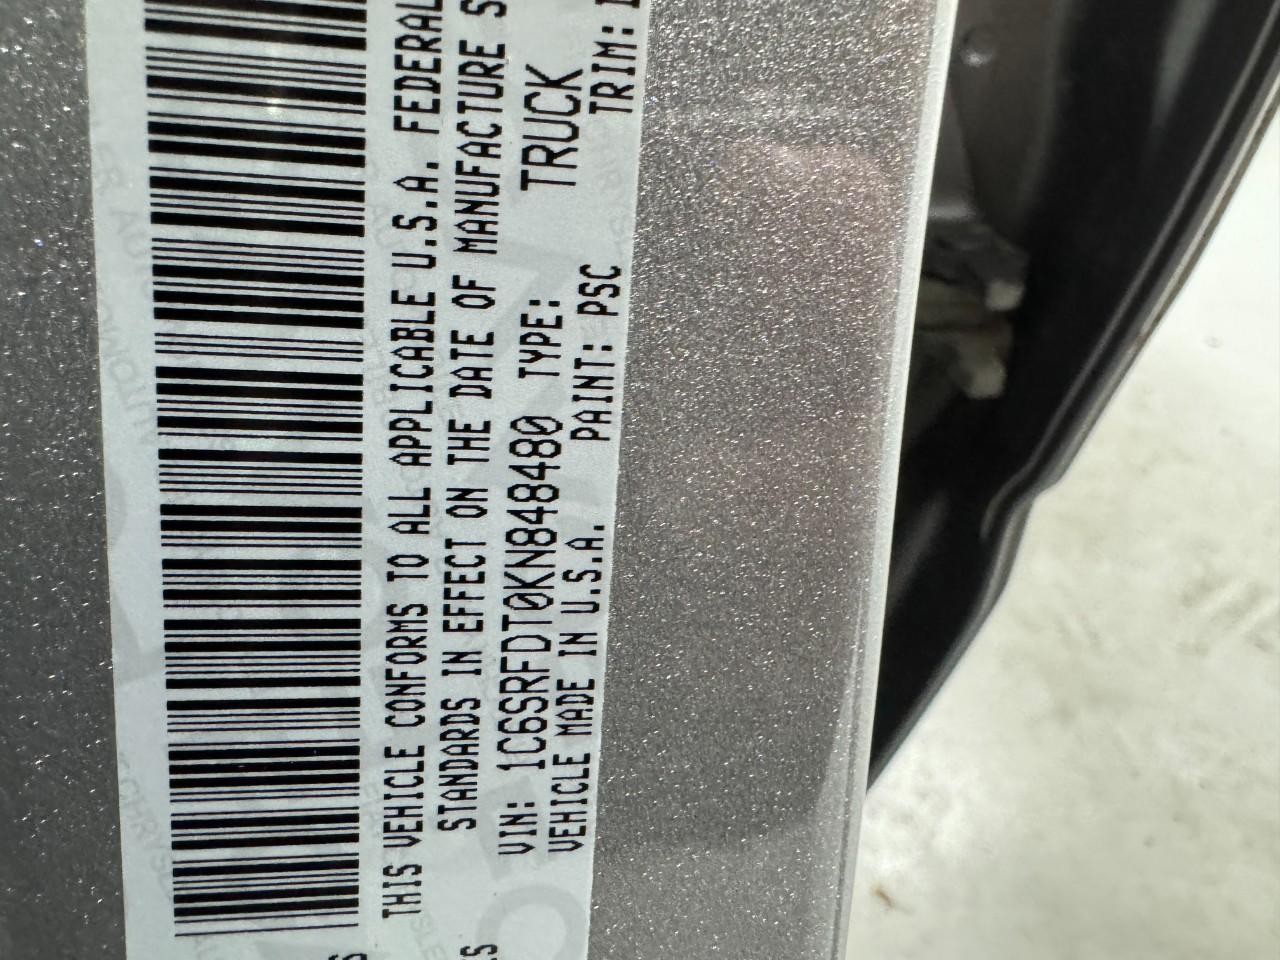 THIS VEHICLE CONFORMS TO ALL APPLICABLE U.S.A. FEDERAL
STANDARDS IN EFFECT ON THE DATE OF MANUFACTURE S
VIN: 1C6SRFDT0KN848480 TYPE: TRUCK
VEHICLE MADE IN U.S.A. PAINT: PSC TRIM: